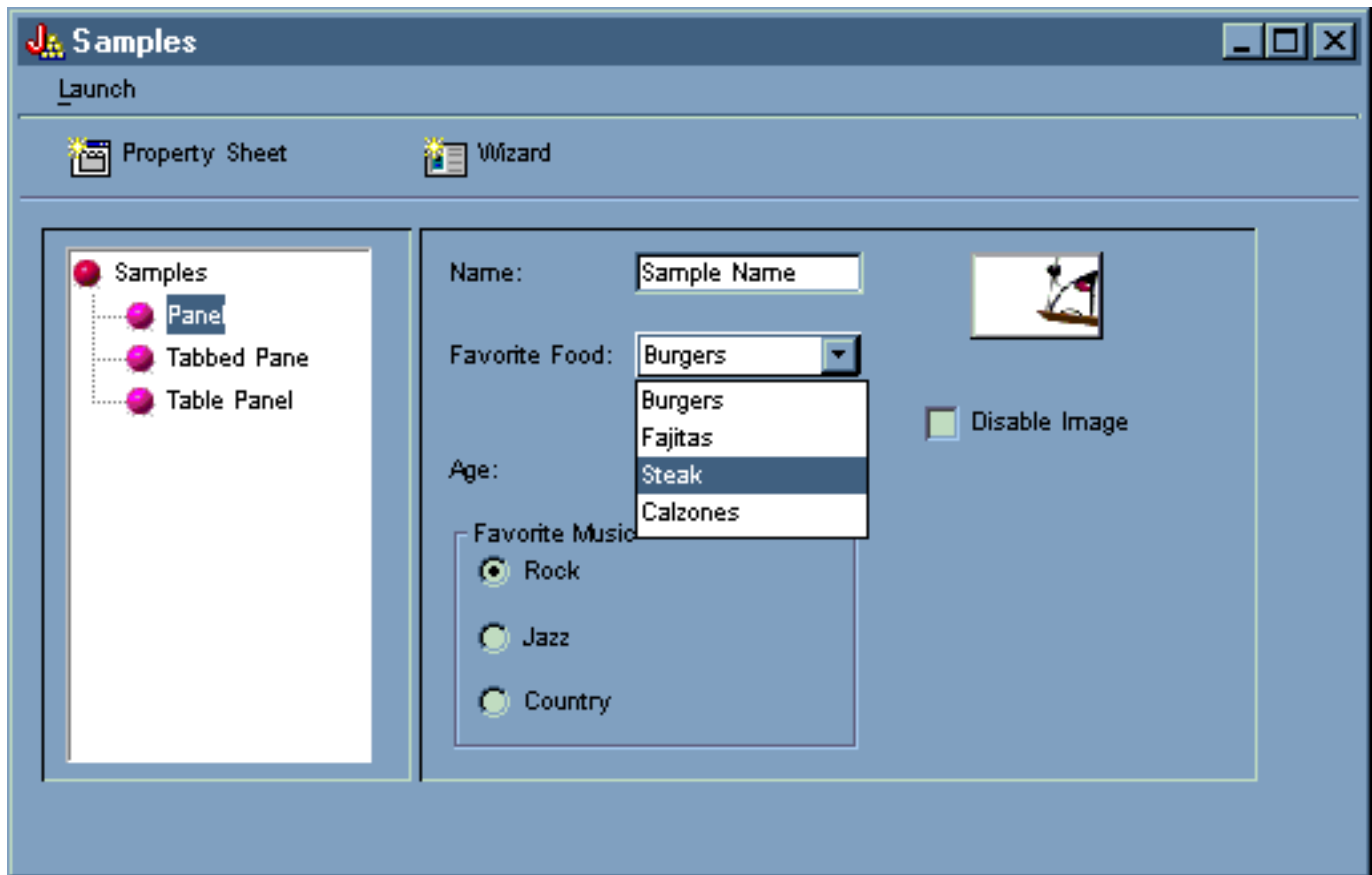 Samples
Launch
Property Sheet
Wizard
Samples
Panel
Tabbed Pane
Table Panel
Name:
Sample Name
Favorite Food:
Burgers
Burgers
Fajitas
Steak
Calzones
Disable Image
Age:
Favorite Music
Rock
Jazz
Country